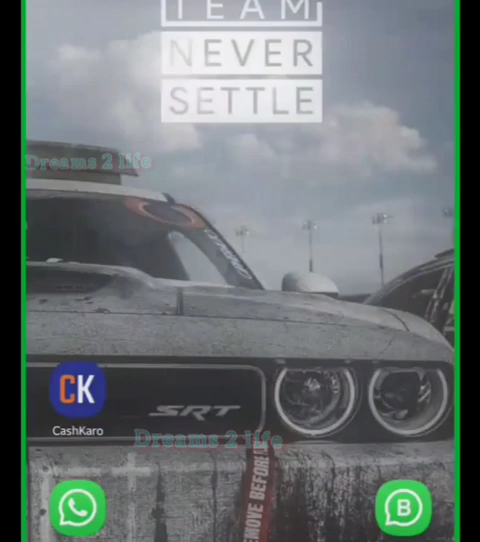 TEAM
NEVER
SETTLE
Dreams 2 life
CK
SRT
CashKaro
Dreams 2 life
B